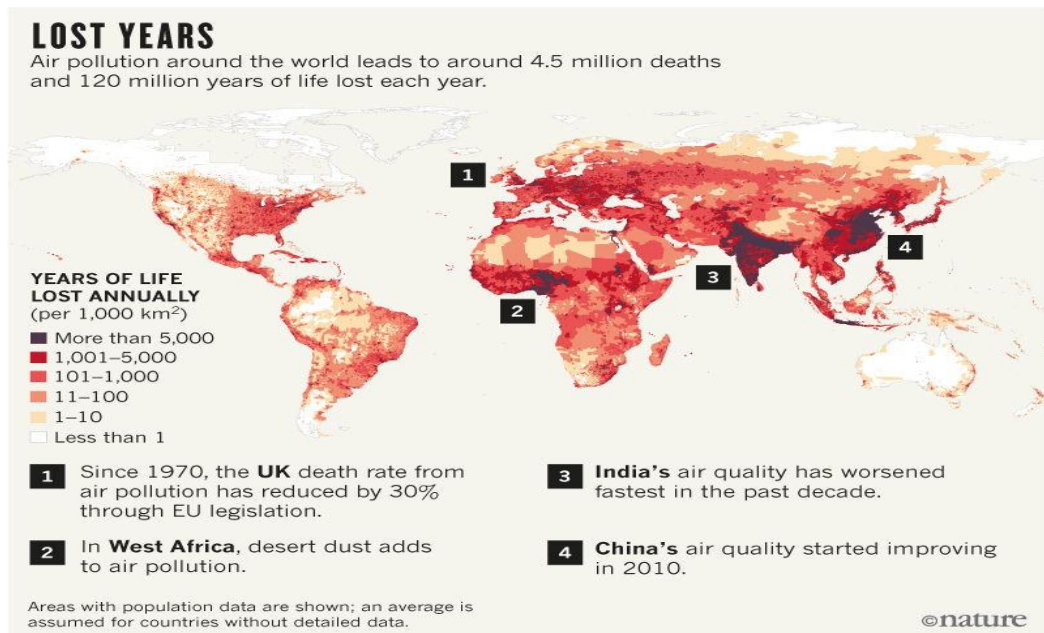 LOST YEARS
Air pollution around the world leads to around 4.5 million deaths
and 120 million years of life lost each year.
1
2
3
4
YEARS OF LIFE
LOST ANNUALLY
(per 1,000 km²)
More than 5,000
1,001–5,000
101–1,000
11–100
1–10
Less than 1
1 Since 1970, the UK death rate from
air pollution has reduced by 30%
through EU legislation.
2 In West Africa, desert dust adds
to air pollution.
3 India's air quality has worsened
fastest in the past decade.
4 China's air quality started improving
in 2010.
Areas with population data are shown; an average is
assumed for countries without detailed data.
©nature